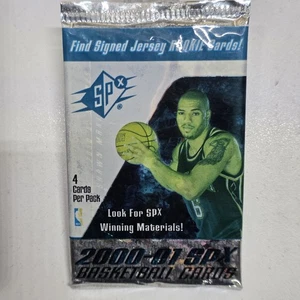 Find Signed Jersey ROOKIE Cards!
SPx
4
Cards
Per Pack
Look For SPx
Winning Materials!
2000-01 SPx
BASKETBALL CARDS